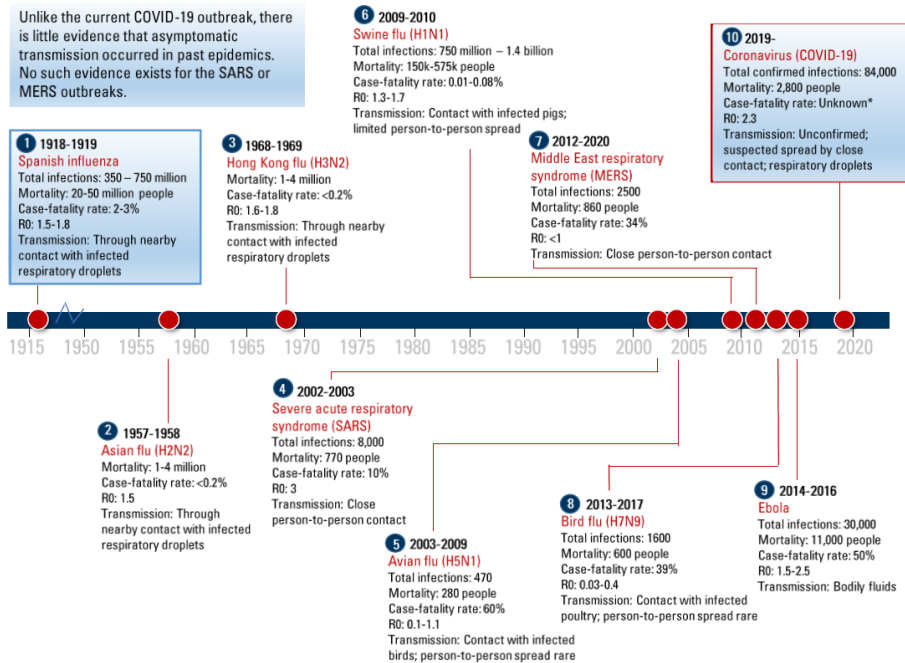 Unlike the current COVID-19 outbreak, there
is little evidence that asymptomatic
transmission occurred in past epidemics.
No such evidence exists for the SARS or
MERS outbreaks.
1 1918-1919
Spanish influenza
Total infections: 350 – 750 million
Mortality: 20-50 million people
Case-fatality rate: 2-3%
R0: 1.5-1.8
Transmission: Through nearby
contact with infected
respiratory droplets
3 1968-1969
Hong Kong flu (H3N2)
Mortality: 1-4 million
Case-fatality rate: <0.2%
R0: 1.6-1.8
Transmission: Through nearby
contact with infected
respiratory droplets
6 2009-2010
Swine flu (H1N1)
Total infections: 750 million – 1.4 billion
Mortality: 150k-575k people
Case-fatality rate: 0.01-0.08%
R0: 1.3-1.7
Transmission: Contact with infected pigs;
limited person-to-person spread
7 2012-2020
Middle East respiratory
syndrome (MERS)
Total infections: 2500
Mortality: 860 people
Case-fatality rate: 34%
R0: <1
Transmission: Close person-to-person contact
10 2019-
Coronavirus (COVID-19)
Total confirmed infections: 84,000
Mortality: 2,800 people
Case-fatality rate: Unknown*
R0: 2.3
Transmission: Unconfirmed;
suspected spread by close
contact; respiratory droplets
1915 1950 1955 1960 1965 1970 1975 1980 1985 1990 1995 2000 2005 2010 2015 2020
2 1957-1958
Asian flu (H2N2)
Mortality: 1-4 million
Case-fatality rate: <0.2%
R0: 1.5
Transmission: Through
nearby contact with infected
respiratory droplets
4 2002-2003
Severe acute respiratory
syndrome (SARS)
Total infections: 8,000
Mortality: 770 people
Case-fatality rate: 10%
R0: 3
Transmission: Close
person-to-person contact
5 2003-2009
Avian flu (H5N1)
Total infections: 470
Mortality: 280 people
Case-fatality rate: 60%
R0: 0.1-1.1
Transmission: Contact with infected
birds; person-to-person spread rare
8 2013-2017
Bird flu (H7N9)
Total infections: 1600
Mortality: 600 people
Case-fatality rate: 39%
R0: 0.03-0.4
Transmission: Contact with infected
poultry; person-to-person spread rare
9 2014-2016
Ebola
Total infections: 30,000
Mortality: 11,000 people
Case-fatality rate: 50%
R0: 1.5-2.5
Transmission: Bodily fluids